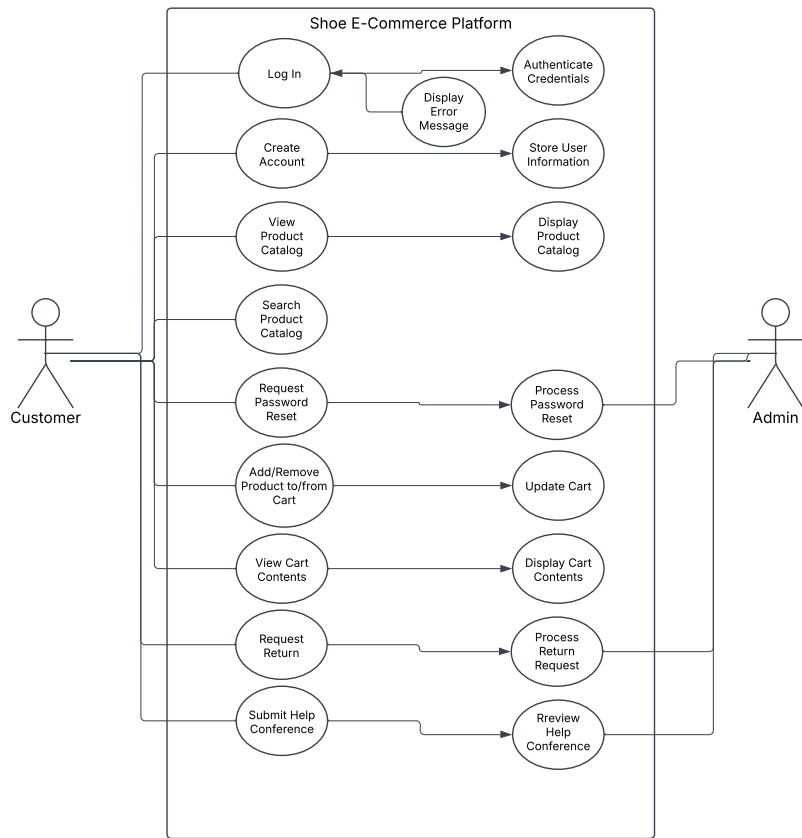 Shoe E-Commerce Platform
Log In
Authenticate
Credentials
Display
Error
Message
Create
Account
Store User
Information
View
Product
Catalog
Display
Product
Catalog
Search
Product
Catalog
Customer
Admin
Request
Password
Reset
Process
Password
Reset
Add/Remove
Product to/from
Cart
Update Cart
View Cart
Contents
Display Cart
Contents
Request
Return
Process
Return
Request
Submit Help
Conference
Rreview
Help
Conference